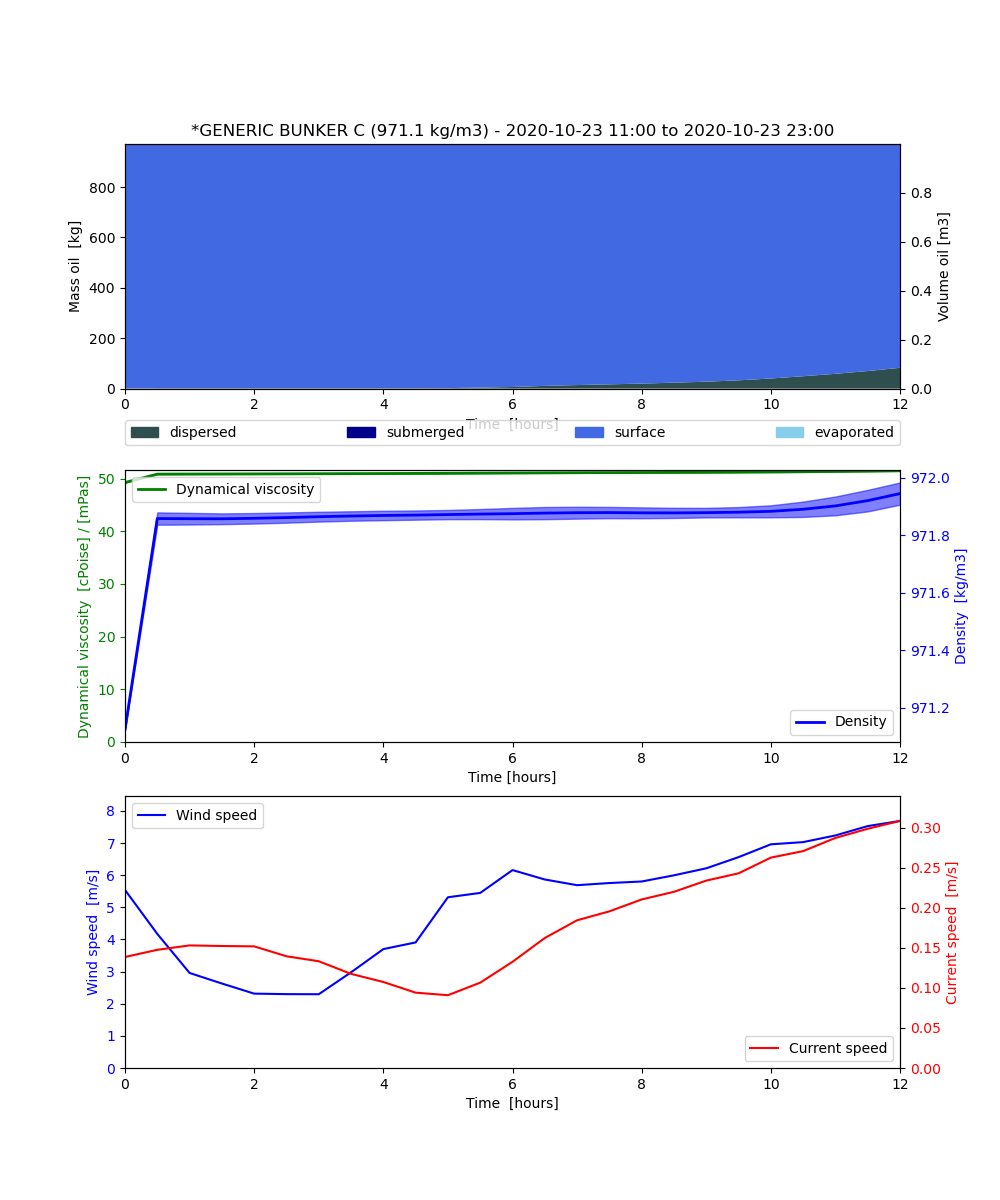 *GENERIC BUNKER C (971.1 kg/m3) - 2020-10-23 11:00 to 2020-10-23 23:00
Mass oil [kg]
800
600
400
200
0
Volume oil [m3]
0.8
0.6
0.4
0.2
0.0
0 2 4 6 8 10 12
Time [hours]
dispersed submerged surface evaporated
Dynamical viscosity [cPoise] / [mPas]
50
40
30
20
10
0
Dynamical viscosity
Density [kg/m3]
972.0
971.8
971.6
971.4
971.2
Density
0 2 4 6 8 10 12
Time [hours]
Wind speed [m/s]
8
7
6
5
4
3
2
1
0
Wind speed
Current speed [m/s]
0.30
0.25
0.20
0.15
0.10
0.05
0.00
Current speed
0 2 4 6 8 10 12
Time [hours]